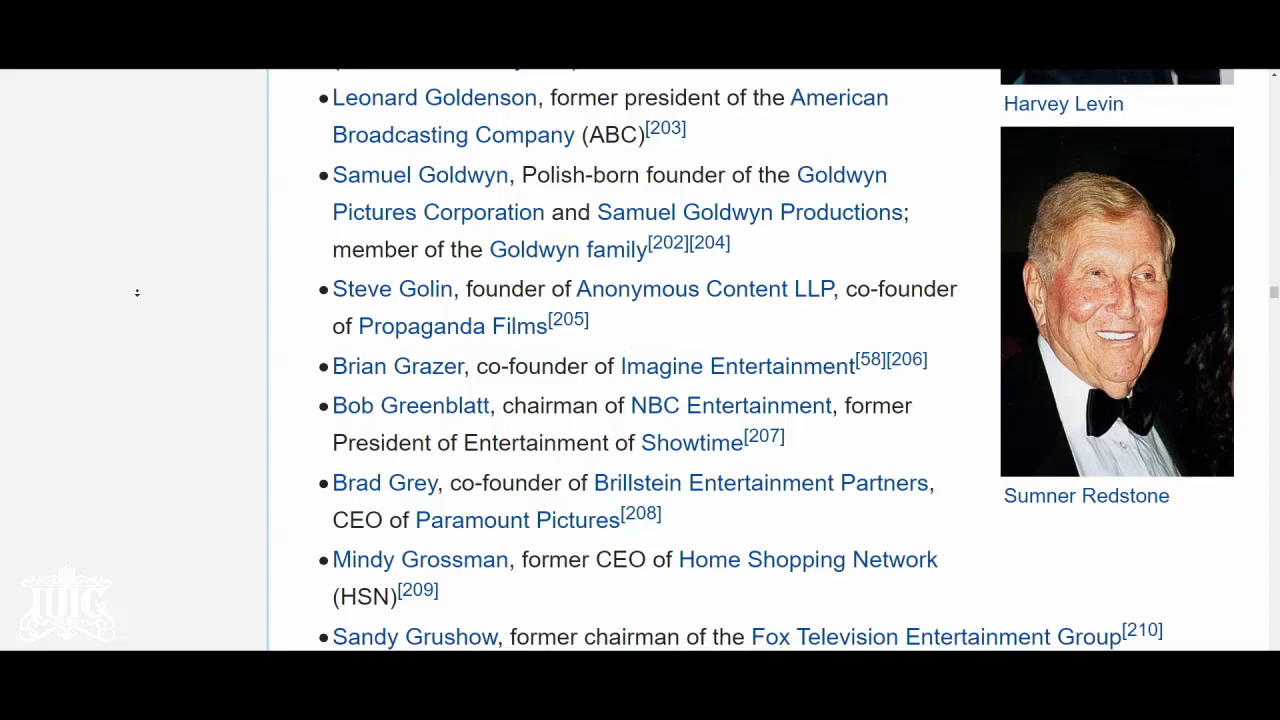 • Leonard Goldenson, former president of the American
Broadcasting Company (ABC)[203]
• Samuel Goldwyn, Polish-born founder of the Goldwyn
Pictures Corporation and Samuel Goldwyn Productions;
member of the Goldwyn family[202][204]
• Steve Golin, founder of Anonymous Content LLP, co-founder
of Propaganda Films[205]
• Brian Grazer, co-founder of Imagine Entertainment[58][206]
• Bob Greenblatt, chairman of NBC Entertainment, former
President of Entertainment of Showtime[207]
• Brad Grey, co-founder of Brillstein Entertainment Partners,
CEO of Paramount Pictures[208]
• Mindy Grossman, former CEO of Home Shopping Network
(HSN)[209]
• Sandy Grushow, former chairman of the Fox Television Entertainment Group[210]
Harvey Levin
Sumner Redstone
IUIC